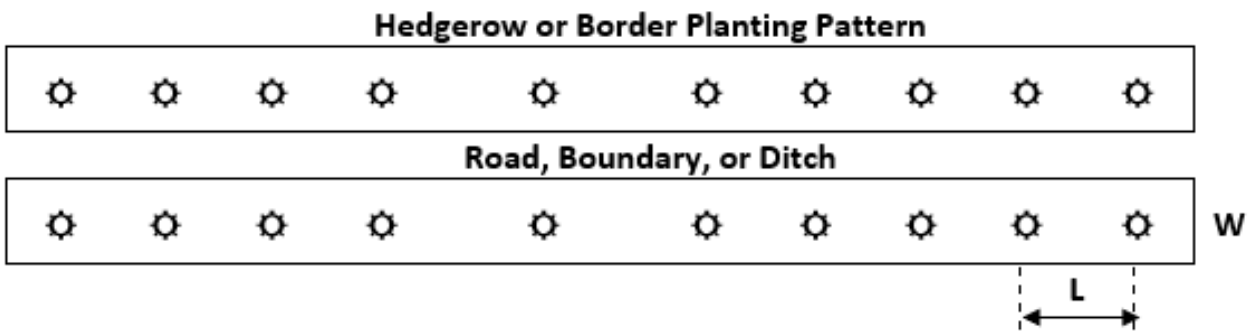 Hedgerow or Border Planting Pattern
Road, Boundary, or Ditch
W
L